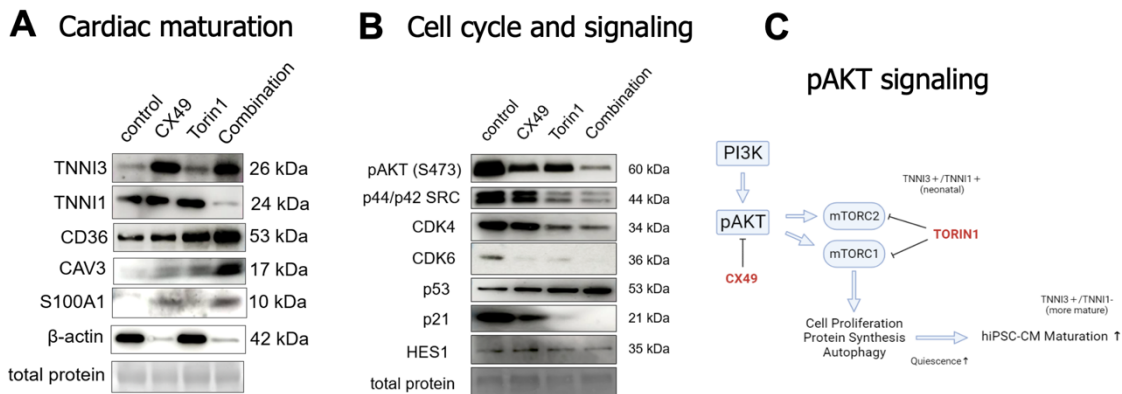 A Cardiac maturation
control CX49 Torin1 Combination
TNNI3 26 kDa
TNNI1 24 kDa
CD36 53 kDa
CAV3 17 kDa
S100A1 10 kDa
β-actin 42 kDa
total protein
B Cell cycle and signaling
control CX49 Torin1 Combination
pAKT (S473) 60 kDa
p44/p42 SRC 44 kDa
CDK4 34 kDa
CDK6 36 kDa
p53 53 kDa
p21 21 kDa
HES1 35 kDa
total protein
C
pAKT signaling
PI3K
TNNI3+/TNNI1+
(neonatal)
pAKT
mTORC2
TORIN1
mTORC1
CX49
Cell Proliferation
Protein Synthesis
Autophagy
Quiescence↑
TNNI3+/TNNI1-
(more mature)
hiPSC-CM Maturation ↑